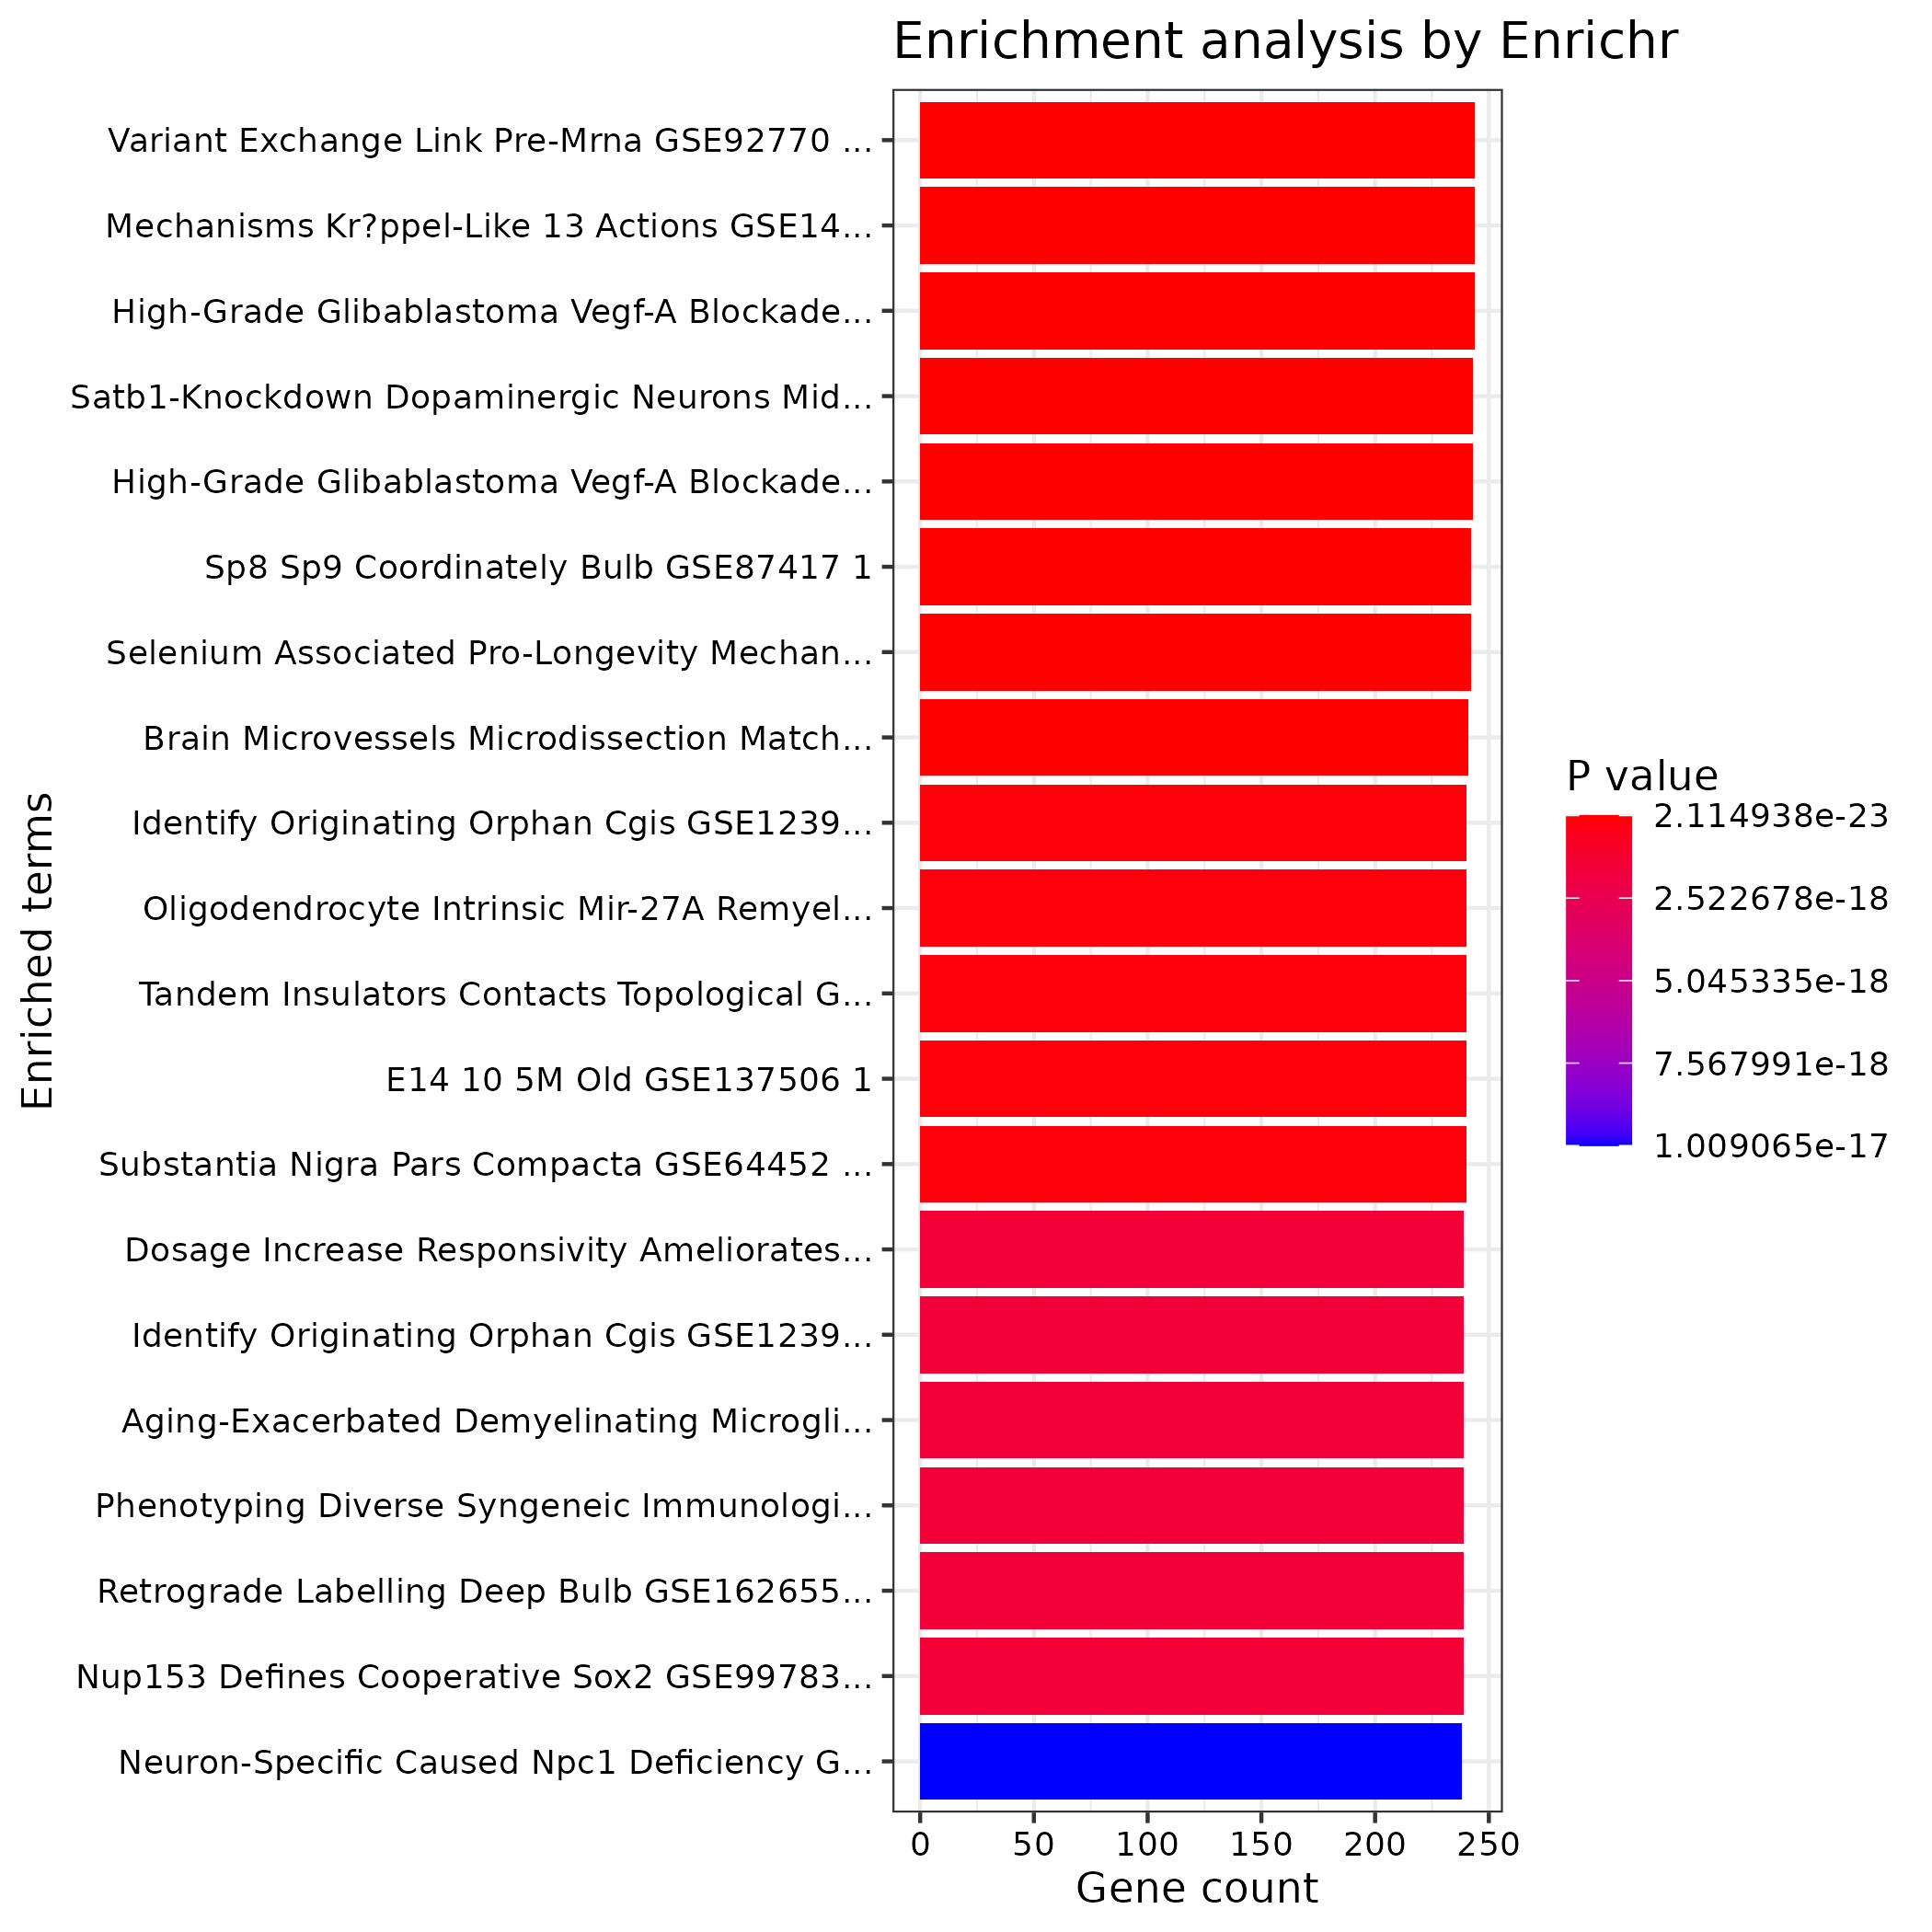 Enrichment analysis by Enrichr
Variant Exchange Link Pre-Mrna GSE92770 ...
Mechanisms Kr?ppel-Like 13 Actions GSE14...
High-Grade Glibablastoma Vegf-A Blockade...
Satb1-Knockdown Dopaminergic Neurons Mid...
High-Grade Glibablastoma Vegf-A Blockade...
Sp8 Sp9 Coordinately Bulb GSE87417 1
Selenium Associated Pro-Longevity Mechan...
Brain Microvessels Microdissection Match...
Identify Originating Orphan Cgis GSE1239...
Oligodendrocyte Intrinsic Mir-27A Remyel...
Tandem Insulators Contacts Topological G...
E14 10 5M Old GSE137506 1
Substantia Nigra Pars Compacta GSE64452 ...
Dosage Increase Responsivity Ameliorates...
Identify Originating Orphan Cgis GSE1239...
Aging-Exacerbated Demyelinating Microgli...
Phenotyping Diverse Syngeneic Immunologi...
Retrograde Labelling Deep Bulb GSE162655...
Nup153 Defines Cooperative Sox2 GSE99783...
Neuron-Specific Caused Npc1 Deficiency G...
Enriched terms
0 50 100 150 200 250
Gene count
P value
2.114938e-23
2.522678e-18
5.045335e-18
7.567991e-18
1.009065e-17